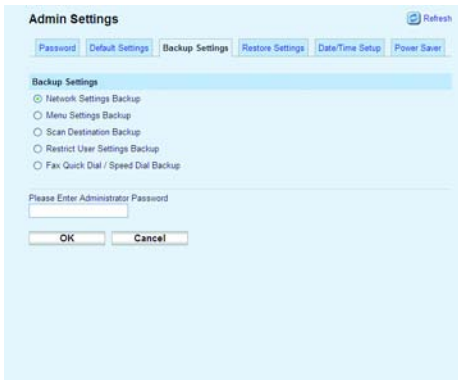 Admin Settings
Refresh
Password Default Settings Backup Settings Restore Settings Date/Time Setup Power Saver
Backup Settings
Network Settings Backup
Menu Settings Backup
Scan Destination Backup
Restrict User Settings Backup
Fax Quick Dial / Speed Dial Backup
Please Enter Administrator Password
OK Cancel